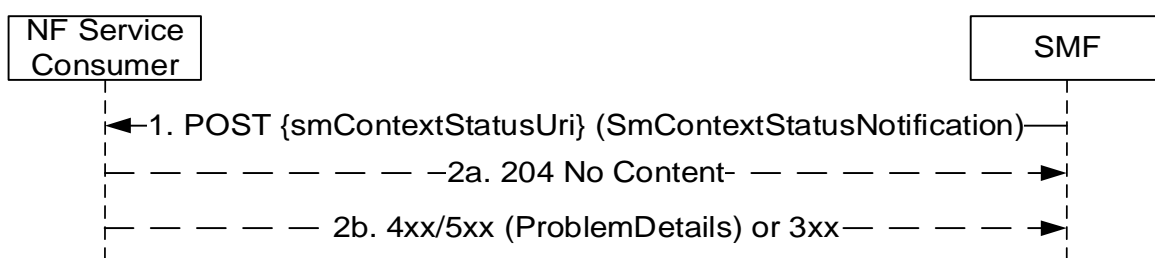 NF Service
Consumer
SMF
1. POST {smContextStatusUri} (SmContextStatusNotification)
2a. 204 No Content
2b. 4xx/5xx (ProblemDetails) or 3xx